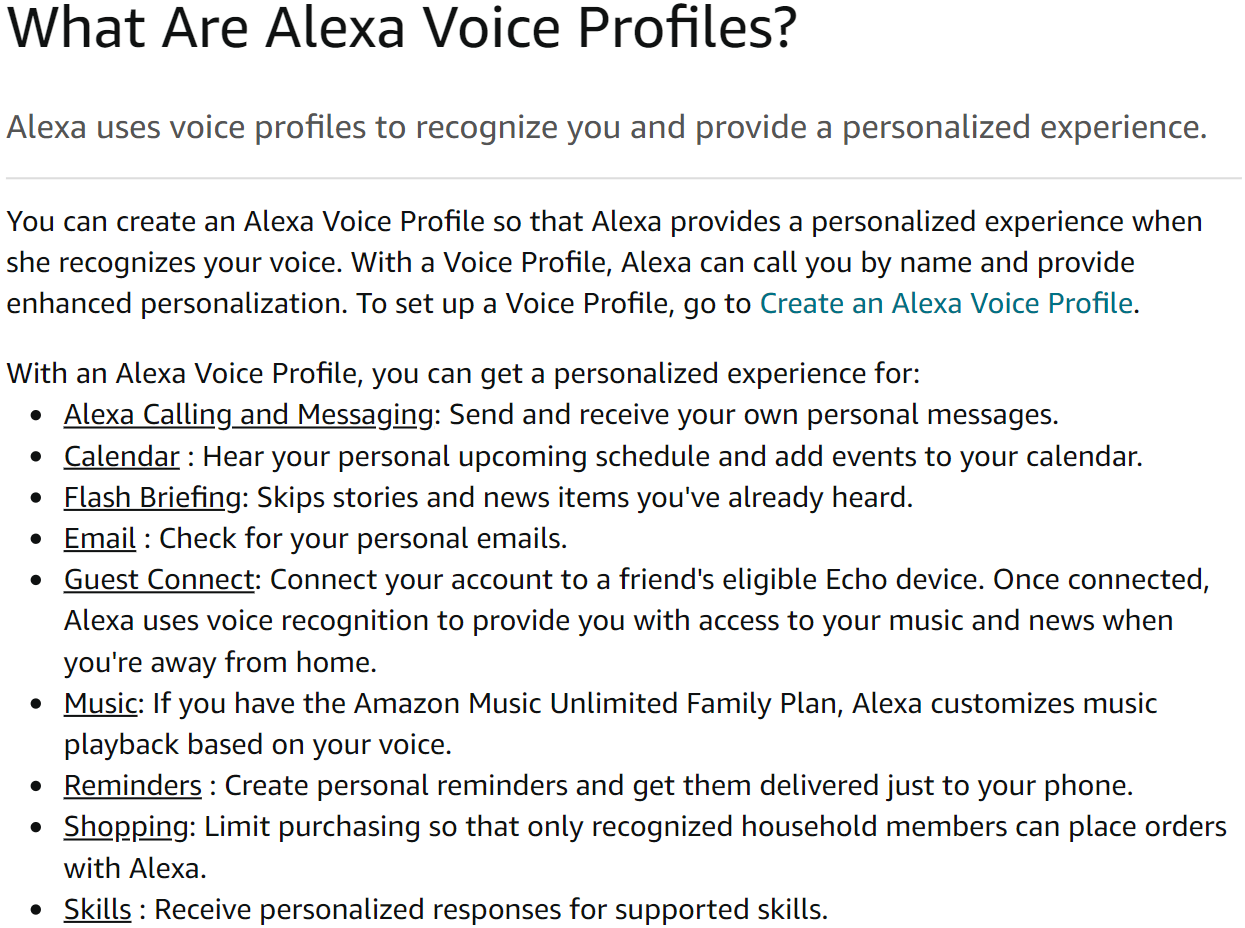 What Are Alexa Voice Profiles?
Alexa uses voice profiles to recognize you and provide a personalized experience.
You can create an Alexa Voice Profile so that Alexa provides a personalized experience when
she recognizes your voice. With a Voice Profile, Alexa can call you by name and provide
enhanced personalization. To set up a Voice Profile, go to Create an Alexa Voice Profile.
With an Alexa Voice Profile, you can get a personalized experience for:
• Alexa Calling and Messaging: Send and receive your own personal messages.
• Calendar : Hear your personal upcoming schedule and add events to your calendar.
• Flash Briefing: Skips stories and news items you've already heard.
• Email : Check for your personal emails.
• Guest Connect: Connect your account to a friend's eligible Echo device. Once connected,
Alexa uses voice recognition to provide you with access to your music and news when
you're away from home.
• Music: If you have the Amazon Music Unlimited Family Plan, Alexa customizes music
playback based on your voice.
• Reminders : Create personal reminders and get them delivered just to your phone.
• Shopping: Limit purchasing so that only recognized household members can place orders
with Alexa.
• Skills : Receive personalized responses for supported skills.